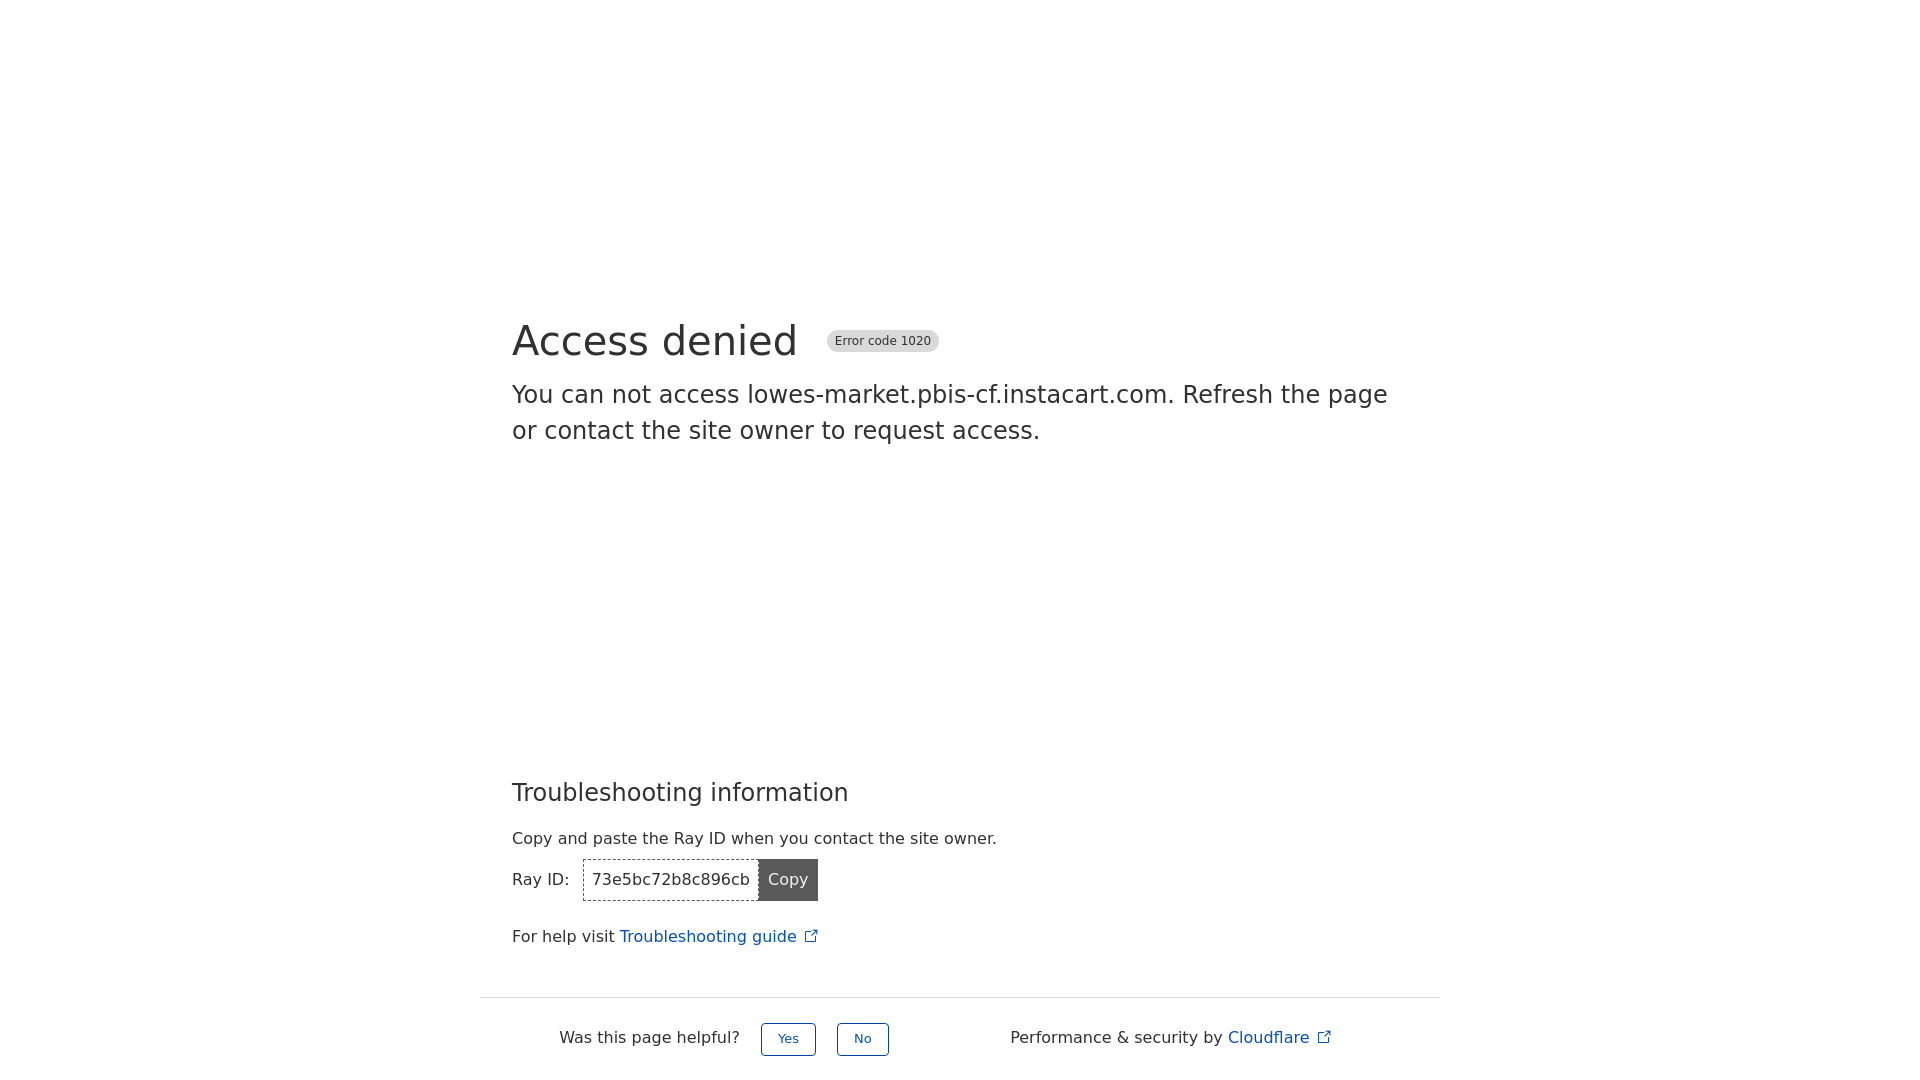 Access denied Error code 1020
You can not access lowes-market.pbis-cf.instacart.com. Refresh the page
or contact the site owner to request access.
Troubleshooting information
Copy and paste the Ray ID when you contact the site owner.
Ray ID: 73e5bc72b8c896cb Copy
For help visit Troubleshooting guide
Was this page helpful? Yes No Performance & security by Cloudflare